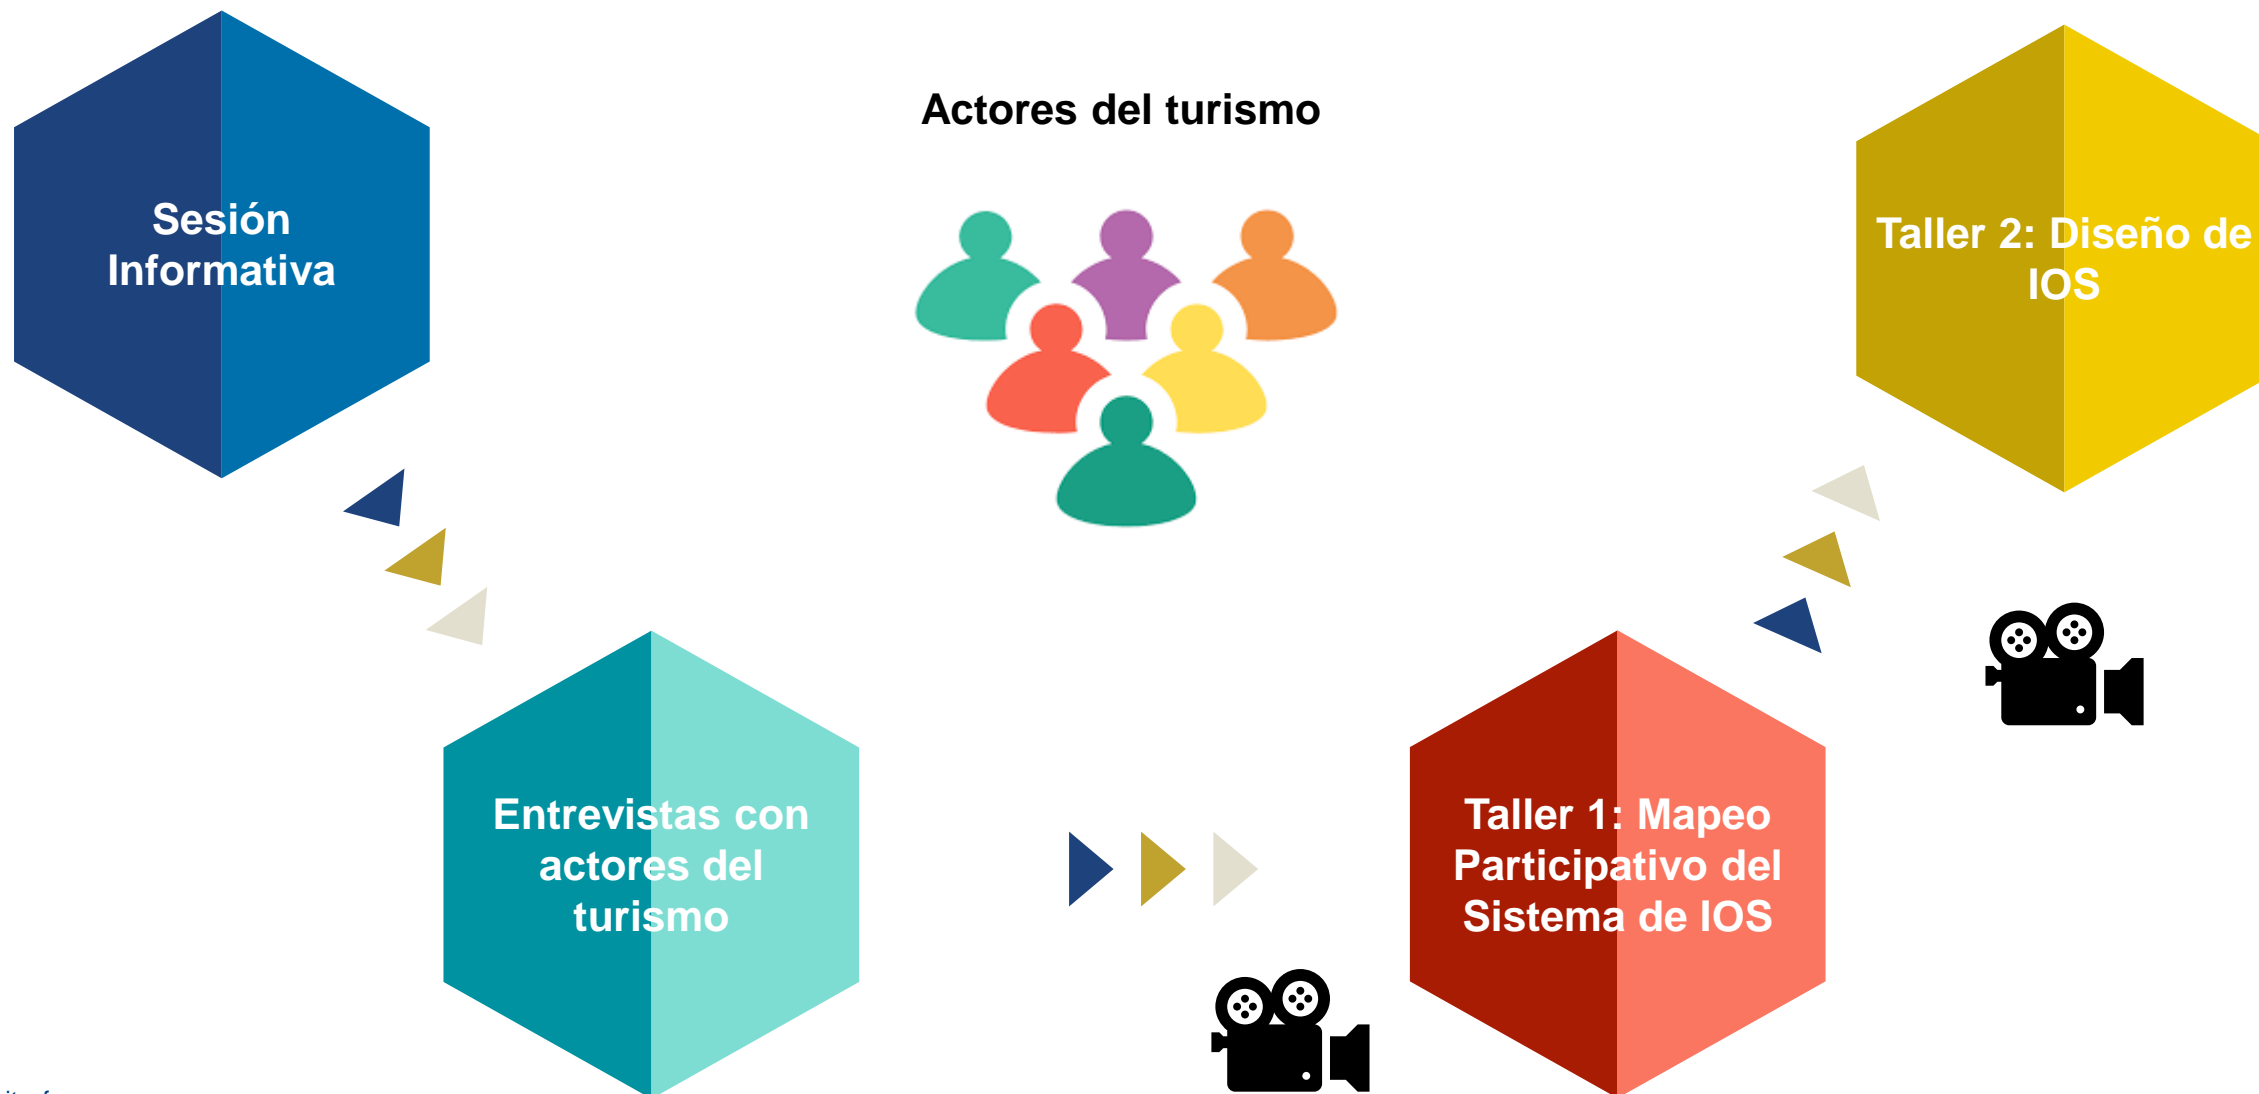 Sesión
Informativa
Actores del turismo
Taller 2: Diseño de
IOS
Entrevistas con
actores del
turismo
Taller 1: Mapeo
Participativo del
Sistema de IOS